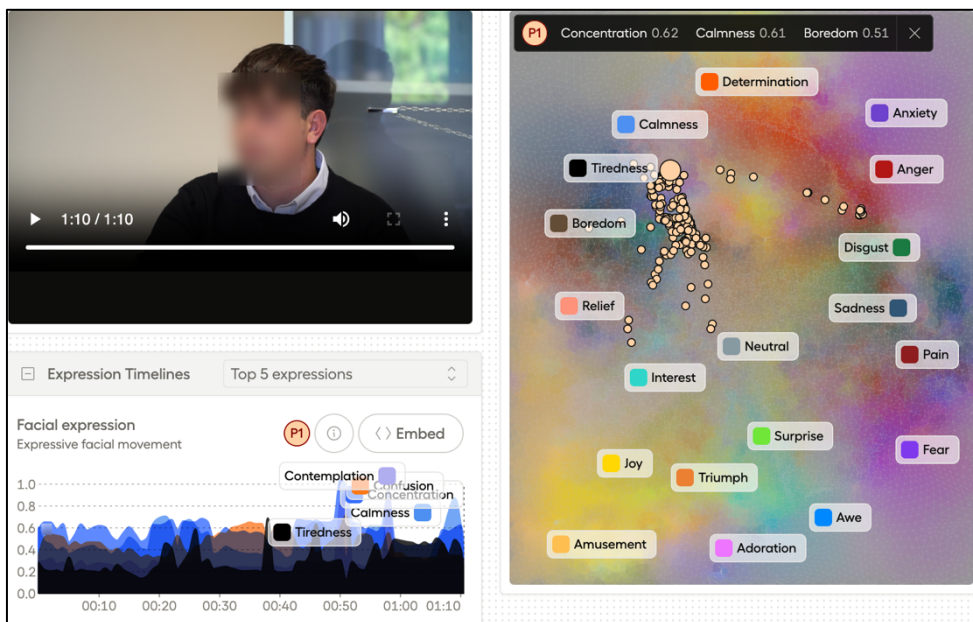 P1 Concentration 0.62 Calmness 0.61 Boredom 0.51
Determination
Anxiety
Calmness
Tiredness
Anger
1:10 / 1:10
Boredom
Disgust
Relief
Sadness
Neutral
Pain
Interest
Surprise
Fear
Joy
Triumph
Awe
Amusement
Adoration
Expression Timelines
Top 5 expressions
Facial expression
Expressive facial movement
P1
Embed
Contemplation
Confusion
Concentration
Calmness
Tiredness
1.0
0.8
0.6
0.4
0.2
0.0
00:10 00:20 00:30 00:40 00:50 01:00 01:10